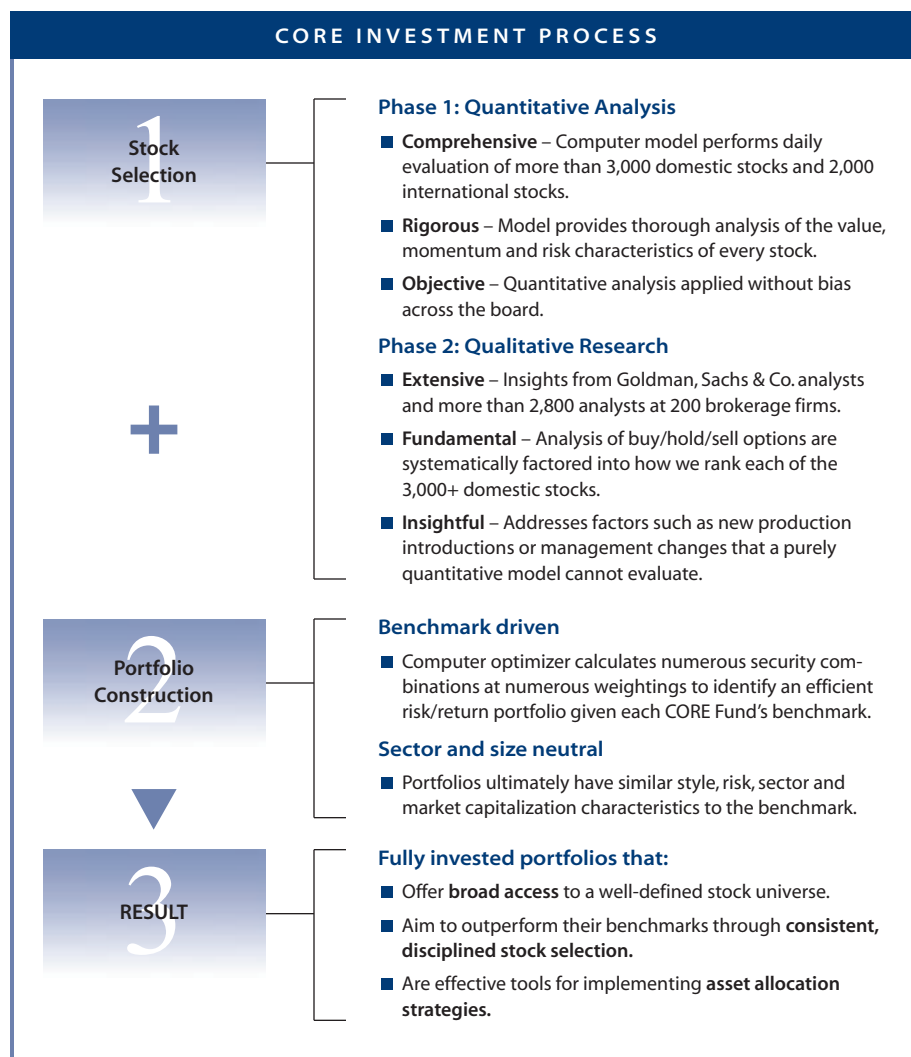 CORE INVESTMENT PROCESS
1
Stock
Selection
Phase 1: Quantitative Analysis
■ Comprehensive – Computer model performs daily
evaluation of more than 3,000 domestic stocks and 2,000
international stocks.
■ Rigorous – Model provides thorough analysis of the value,
momentum and risk characteristics of every stock.
■ Objective – Quantitative analysis applied without bias
across the board.
Phase 2: Qualitative Research
■ Extensive – Insights from Goldman, Sachs & Co. analysts
and more than 2,800 analysts at 200 brokerage firms.
■ Fundamental – Analysis of buy/hold/sell options are
systematically factored into how we rank each of the
3,000+ domestic stocks.
■ Insightful – Addresses factors such as new production
introductions or management changes that a purely
quantitative model cannot evaluate.
+
2
Portfolio
Construction
Benchmark driven
■ Computer optimizer calculates numerous security com-
binations at numerous weightings to identify an efficient
risk/return portfolio given each CORE Fund's benchmark.
Sector and size neutral
■ Portfolios ultimately have similar style, risk, sector and
market capitalization characteristics to the benchmark.
3
RESULT
Fully invested portfolios that:
■ Offer broad access to a well-defined stock universe.
■ Aim to outperform their benchmarks through consistent,
disciplined stock selection.
■ Are effective tools for implementing asset allocation
strategies.